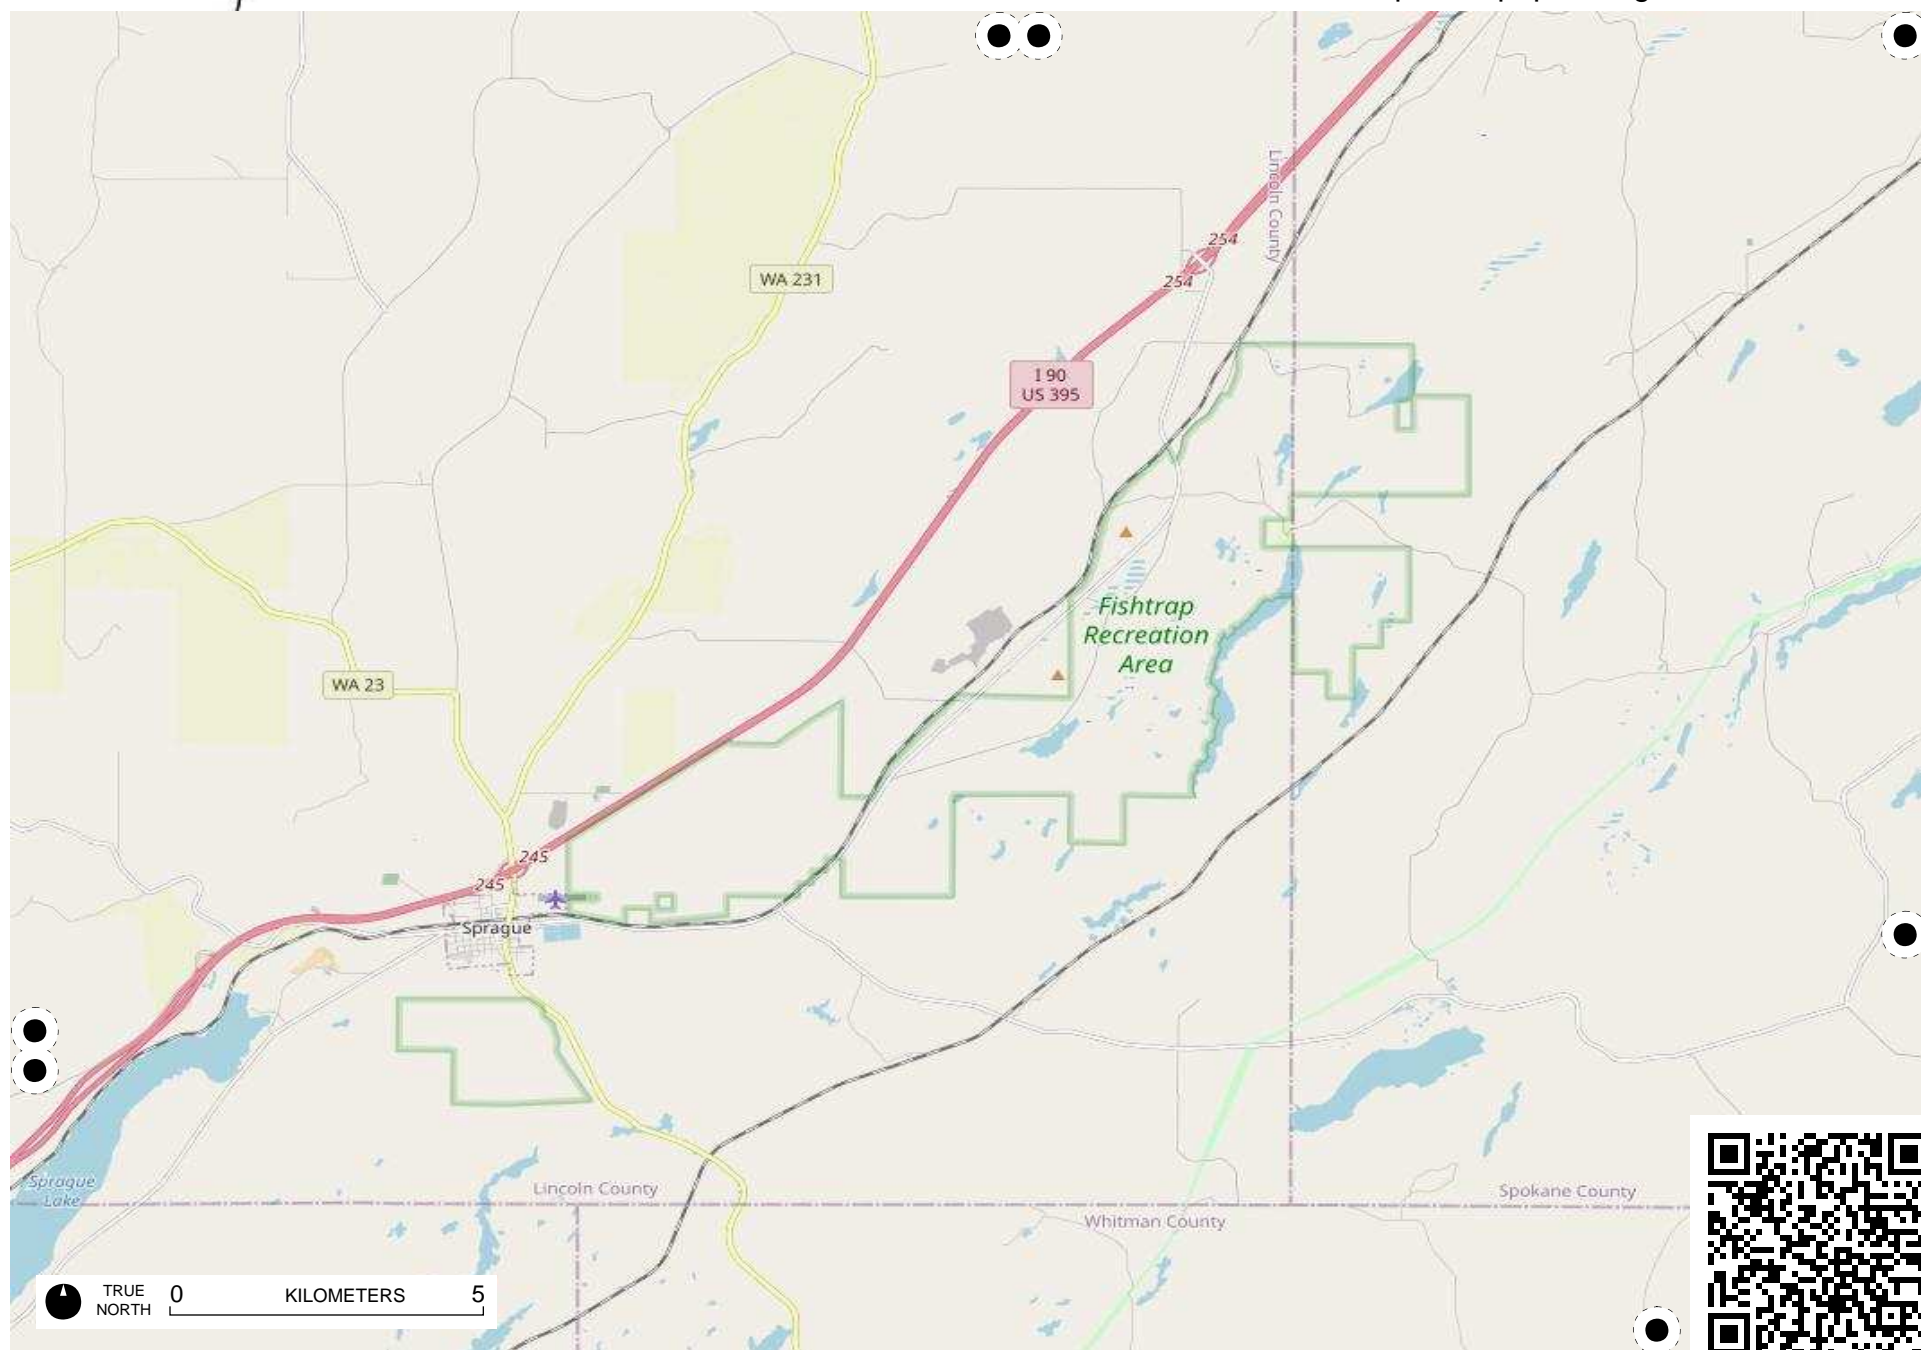 Lincoln County
254
254
WA 231
I 90
US 395
Fishtrap
Recreation
Area
WA 23
245
245
Sprague
Sprague
Lake
Lincoln County
Spokane County
Whitman County
TRUE
NORTH
0
KILOMETERS
5